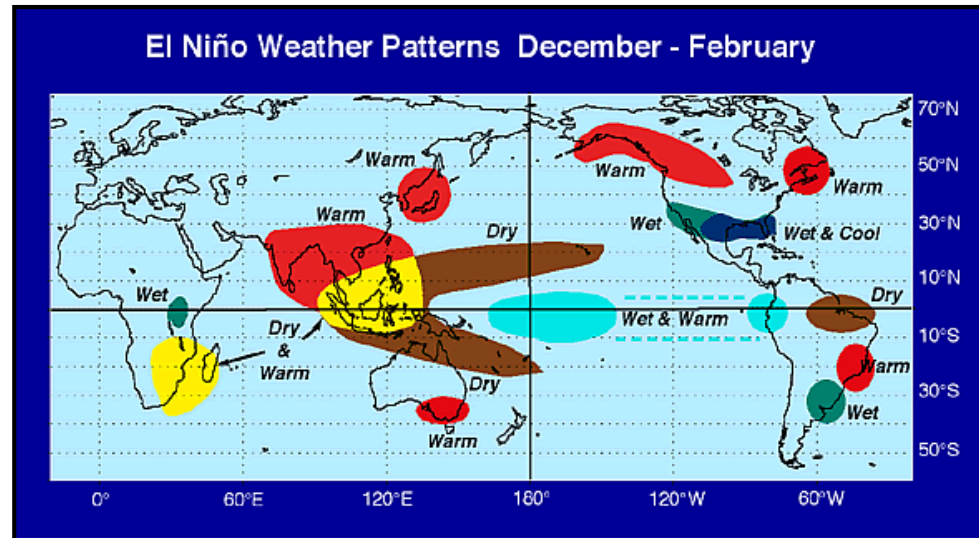 El Niño Weather Patterns December - February
70°N
Warm
50°N
Warm
Warm
Warm
Dry
Wet
Wet & Cool
30°N
10°N
Wet
Dry
&
Warm
Wet & Warm
Dry
10°S
Dry
Warm
30°S
Warm
Wet
50°S
0°
60°E
120°E
180°
120°W
60°W